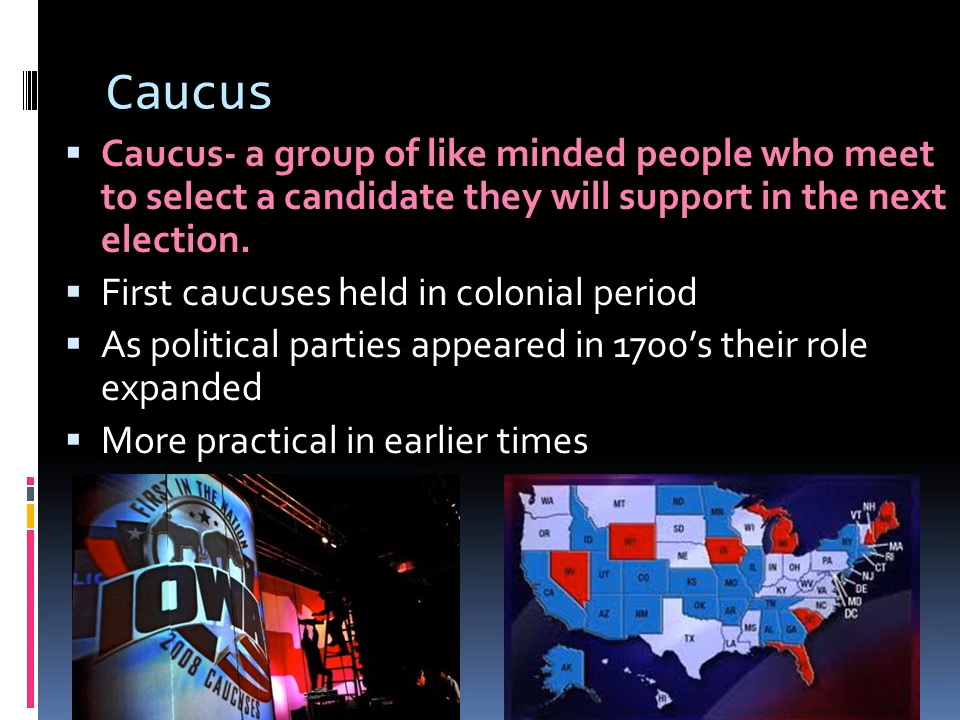 Caucus
Caucus- a group of like minded people who meet
to select a candidate they will support in the next
election.
First caucuses held in colonial period
As political parties appeared in 1700’s their role
expanded
More practical in earlier times
FIRST IN THE NATION
IOWA
2008 CAUCUSES
WA
MT
ND
MN
OR
ID
WY
SD
WI
MI
VT
NH
ME
NY
MA
RI
CT
NJ
DE
MD
DC
NV
UT
CO
NE
IA
IL
IN
OH
PA
CA
KS
MO
KY
WV
VA
AZ
NM
OK
AR
TN
NC
SC
TX
LA
MS
AL
GA
FL
AK
HI